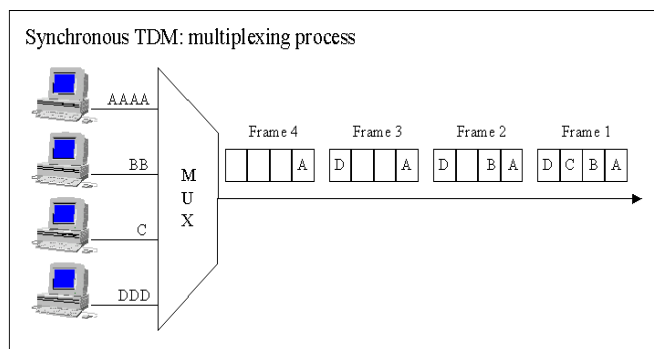 Synchronous TDM: multiplexing process
AAAA
BB
C
DDD
M
U
X
Frame 4
Frame 3
Frame 2
Frame 1
A
D A
D B A
D C B A